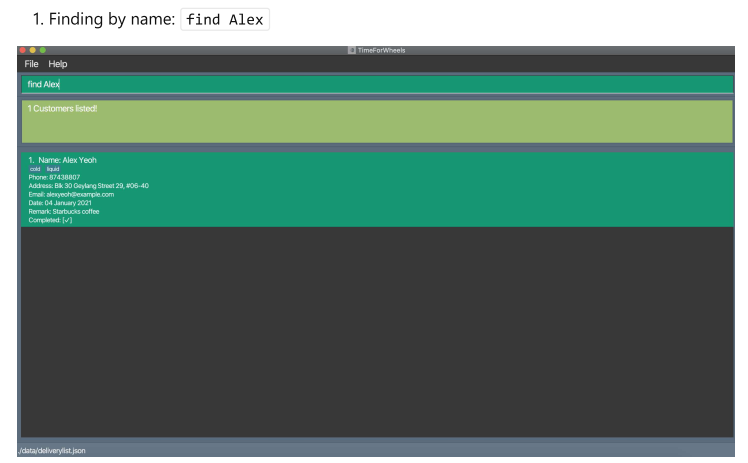 1. Finding by name: find Alex
TimeForWheels
File Help
find Alex
1 Customers listed!
1. Name: Alex Yeoh
cold liquid
Phone: 87438807
Address: Blk 30 Geylang Street 29, #06-40
Email: alexyeoh@example.com
Date: 04 January 2021
Remark: Starbucks coffee
Completed: [✓]
./data/deliverylist.json